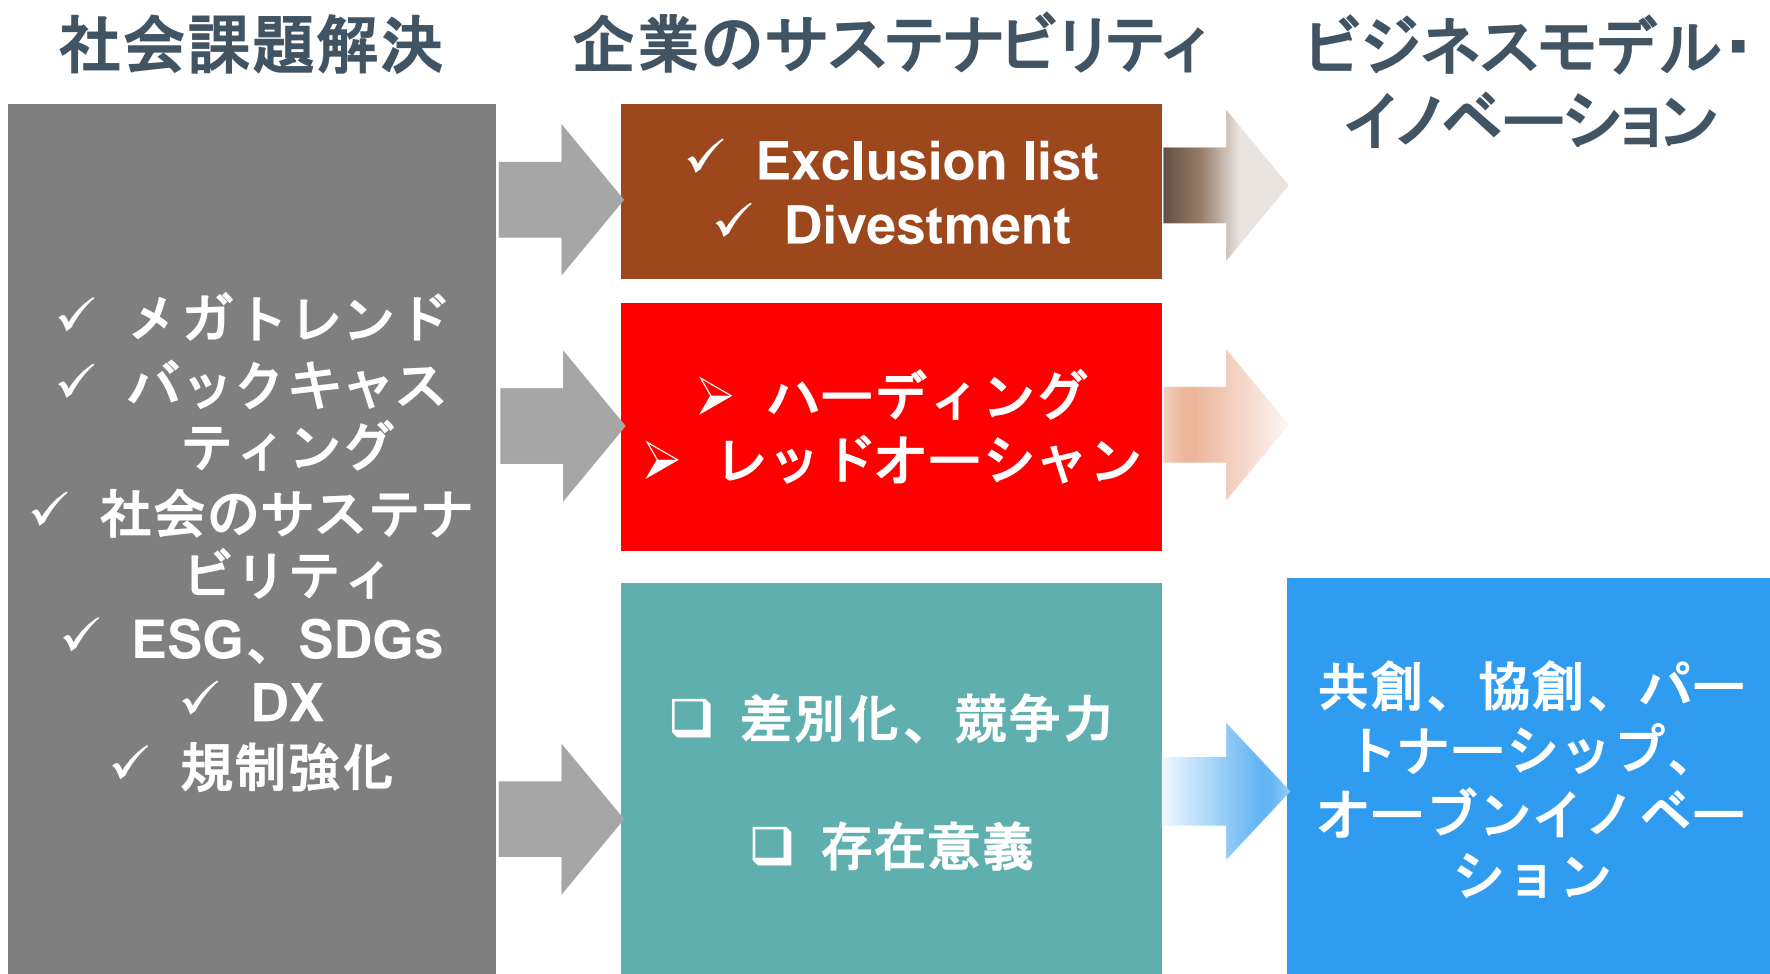 社会課題解決
企業のサステナビリティ
ビジネスモデル・
イノベーション
メガトレンド
バックキャス
ティング
社会のサステナ
ビリティ
ESG、SDGs
DX
規制強化
Exclusion list
Divestment
ハーディング
レッドオーシャン
差別化、競争力
存在意義
共創、協創、パー
トナーシップ、
オーブンイノベー
ション